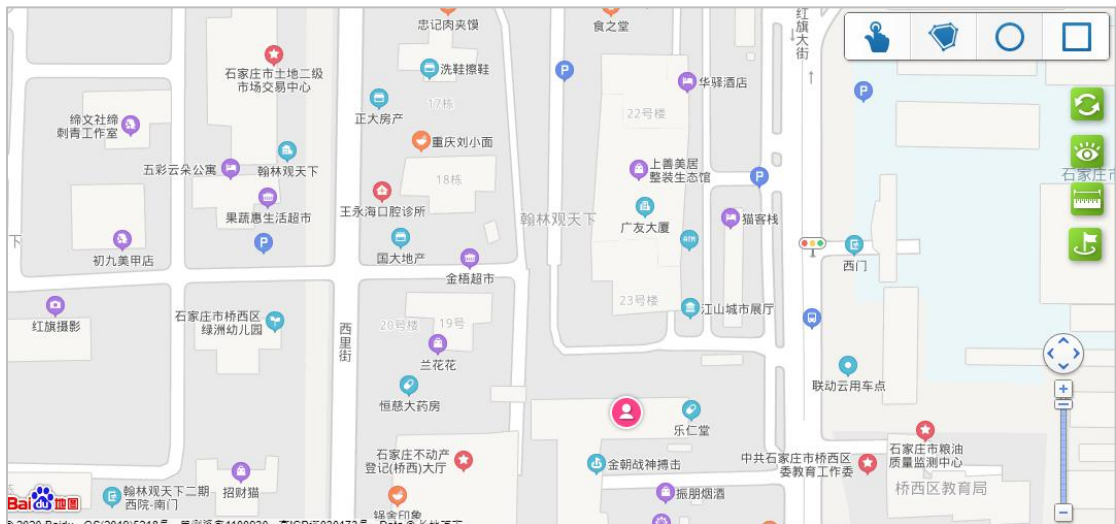 忠记肉夹馍
食之堂
红旗大街
石家庄市土地二级
市场交易中心
洗鞋擦鞋
17栋
正大房产
华驿酒店
22号楼
缔文社缔
刺青工作室
重庆刘小面
五彩云朵公寓
翰林观天下
18栋
上善美居
整装生态馆
石家庄市
果蔬惠生活超市
王永海口腔诊所
翰林观天下
广友大厦
猫客栈
ATM
下
初九美甲店
国大地产
金梧超市
西门
红旗摄影
石家庄市桥西区
绿洲幼儿园
西里街
20号楼
19号
23号楼
江山城市展厅
兰花花
恒慈大药房
联动云用车点
乐仁堂
石家庄不动产
登记(桥西)大厅
金朝战神搏击
中共石家庄市桥西区
委教育工作委
石家庄市粮油
质量监测中心
桥西区教育局
招财猫
翰林观天下二期
西院-南门
振朋烟酒
锅舍印象
Bai du 地图